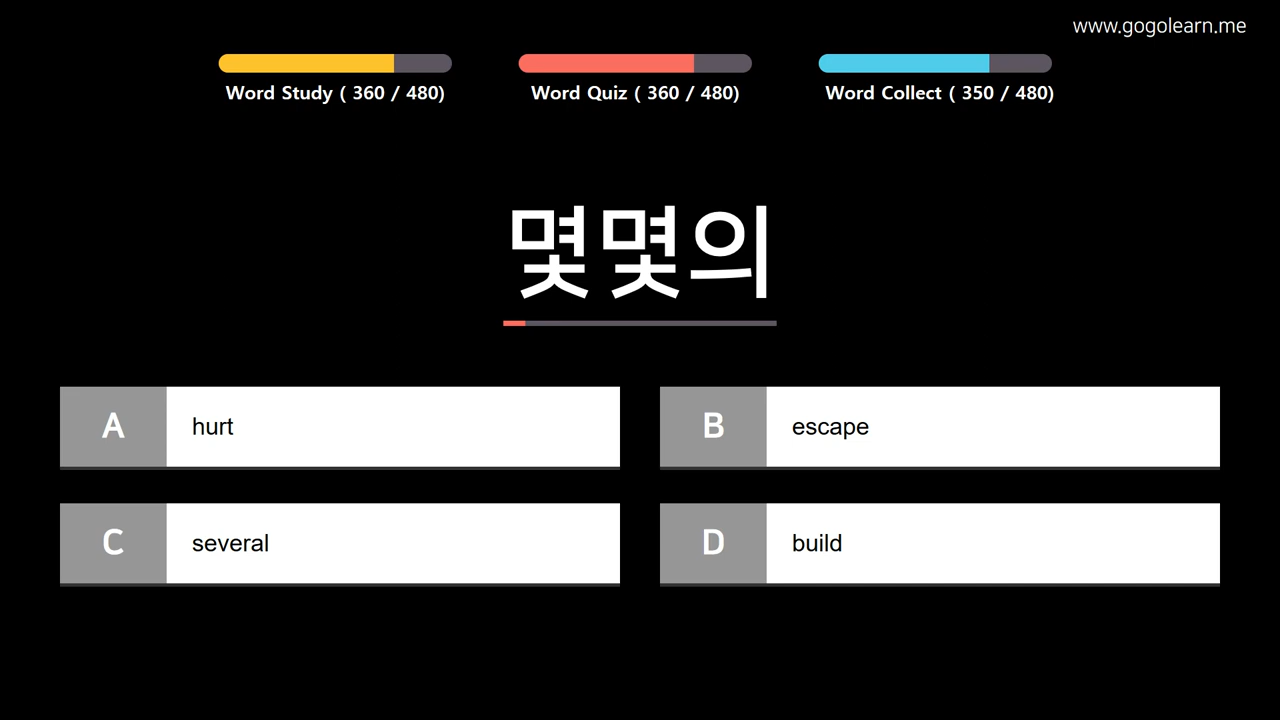 www.gogolearn.me
Word Study ( 360 / 480)
Word Quiz ( 360 / 480)
Word Collect ( 350 / 480)
몇몇의
A hurt
B escape
C several
D build